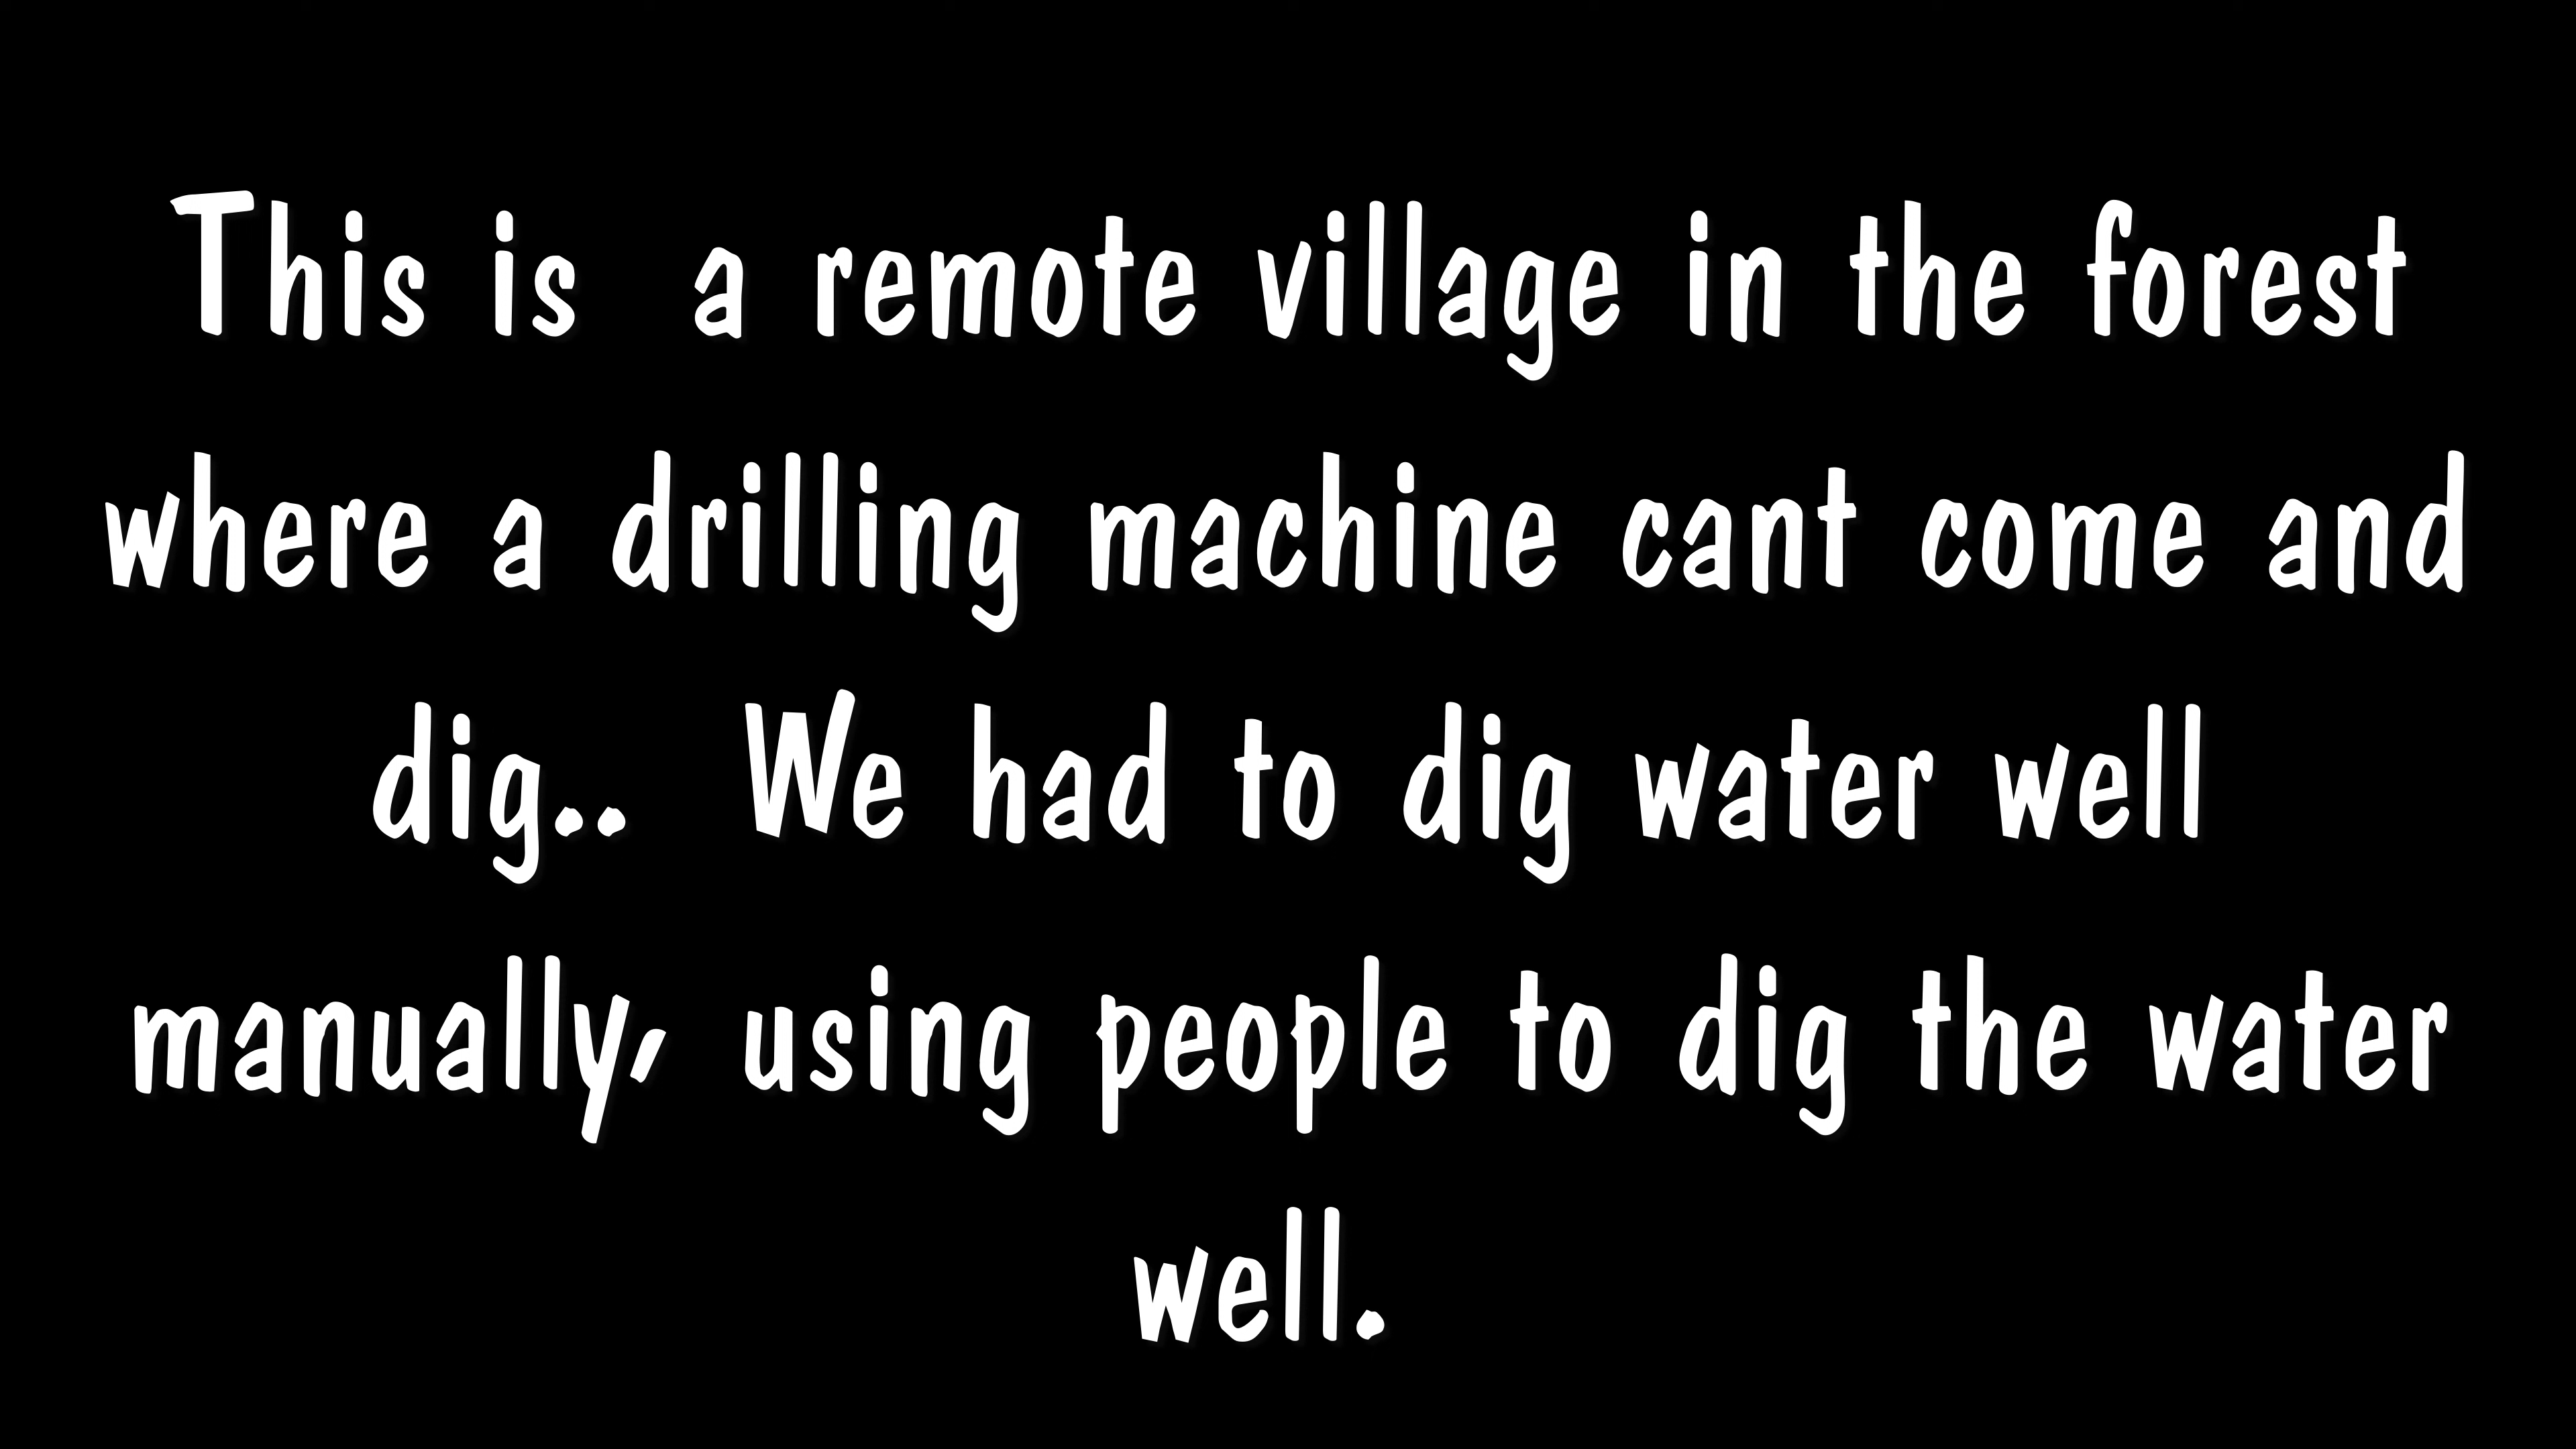 This is  a remote village in the forest
where a drilling machine cant come and
dig..  We had to dig water well
manually, using people to dig the water
well.